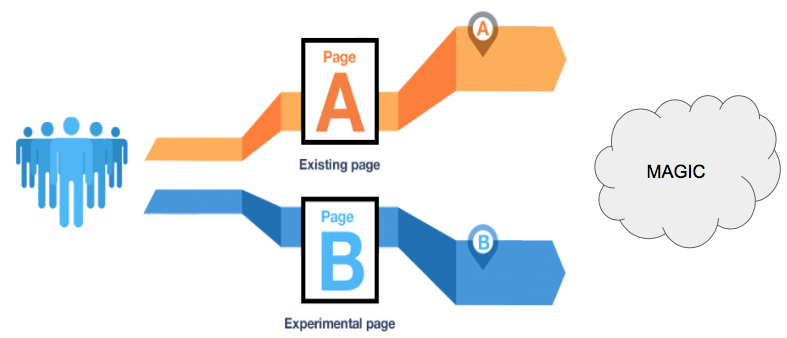 Page
A
Existing page
A
Page
B
Experimental page
B
MAGIC